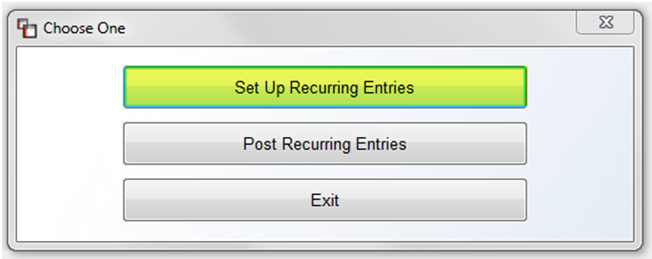 Choose One
Set Up Recurring Entries
Post Recurring Entries
Exit